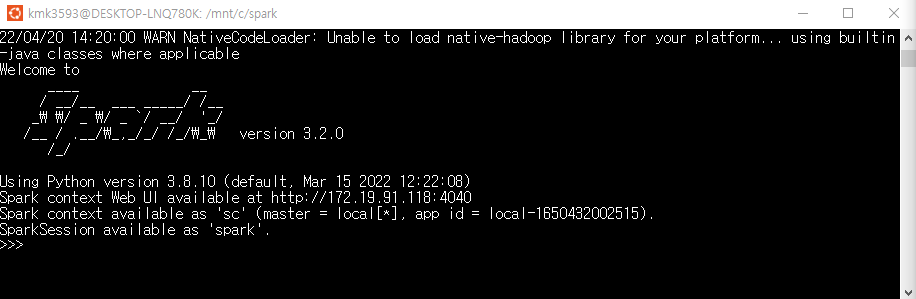 kmk3593@DESKTOP-LNQ780K: /mnt/c/spark
22/04/20 14:20:00 WARN NativeCodeLoader: Unable to load native-hadoop library for your platform... using builtin
-java classes where applicable
Welcome to
      ____              __
     / __/__  ___ _____/ /__
    _₩ ₩/ _ ₩/ _ `/ __/  '_/
   /__ / .__/₩_,_/_/ /_/₩_₩   version 3.2.0
      /_/
Using Python version 3.8.10 (default, Mar 15 2022 12:22:08)
Spark context Web UI available at http://172.19.91.118:4040
Spark context available as 'sc' (master = local[*], app id = local-1650432002515).
SparkSession available as 'spark'.
>>>